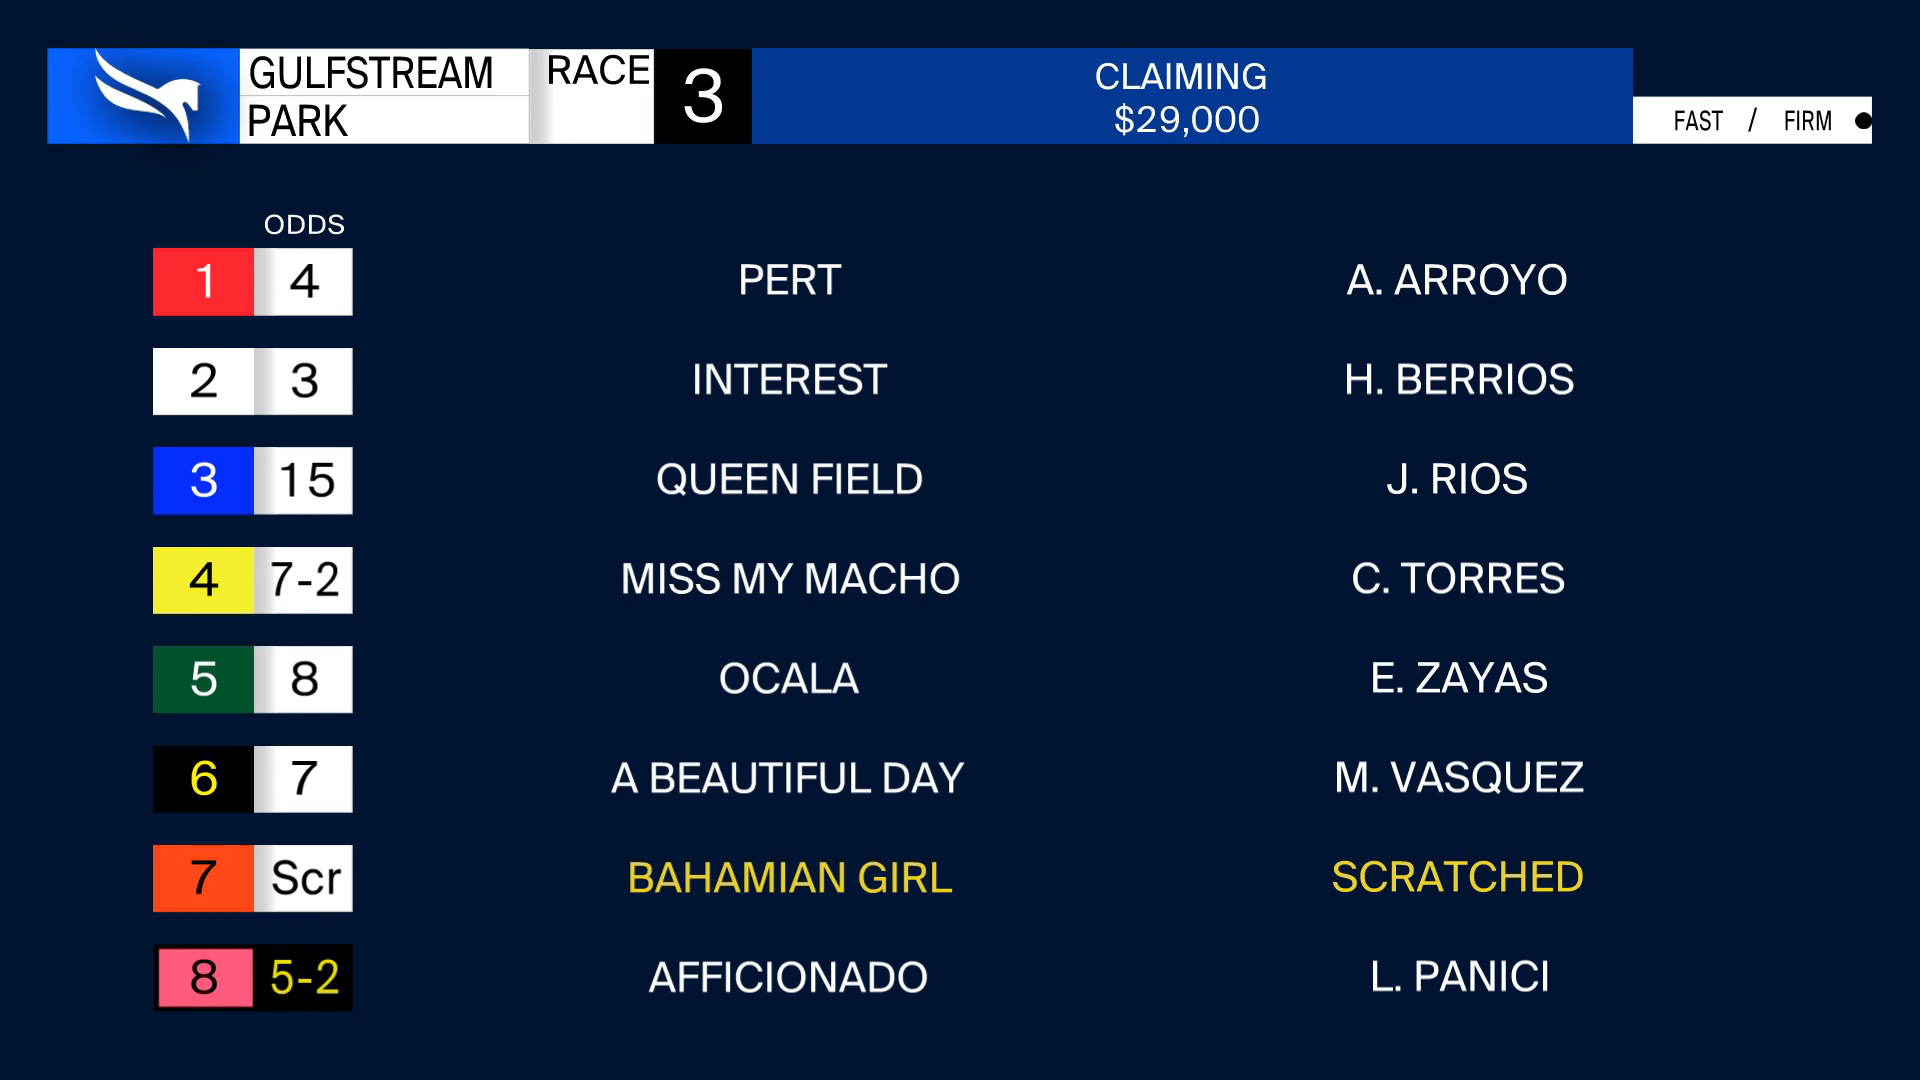 GULFSTREAM
PARK
RACE
3
CLAIMING
$29,000
FAST / FIRM
ODDS
1 4 PERT A. ARROYO
2 3 INTEREST H. BERRIOS
3 15 QUEEN FIELD J. RIOS
4 7-2 MISS MY MACHO C. TORRES
5 8 OCALA E. ZAYAS
6 7 A BEAUTIFUL DAY M. VASQUEZ
7 Scr BAHAMIAN GIRL SCRATCHED
8 5-2 AFFICIONADO L. PANICI